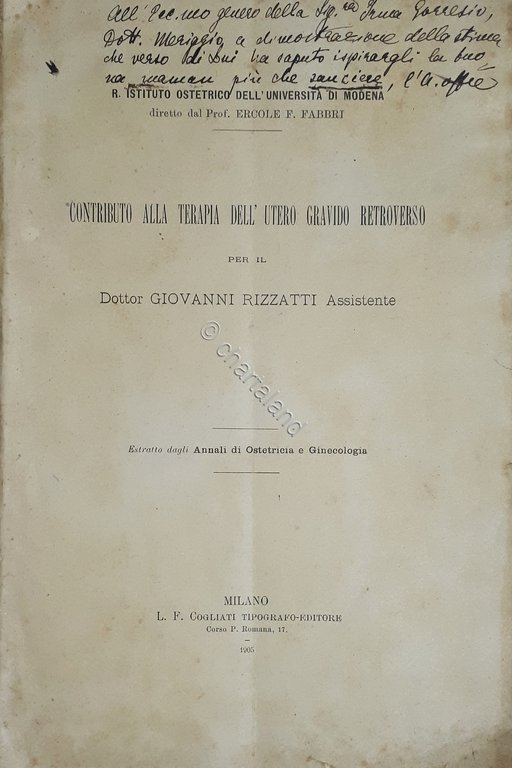 All' Ecc.mo genero della Sig.ra Irma Gorresio,
Dott. Meriggio, a dimostrazione della stima
che verso di Lui ha saputo ispirargli la buo-
na maman più che suocera, l'A. offre
R. ISTITUTO OSTETRICO DELL'UNIVERSITÀ DI MODENA
diretto dal Prof. ERCOLE F. FABBRI
CONTRIBUTO ALLA TERAPIA DELL' UTERO GRAVIDO RETROVERSO
PER IL
Dottor GIOVANNI RIZZATTI Assistente
© chartaland
Estratto dagli Annali di Ostetricia e Ginecologia
MILANO
L. F. COGLIATI TIPOGRAFO-EDITORE
Corso P. Romana, 17.
1905